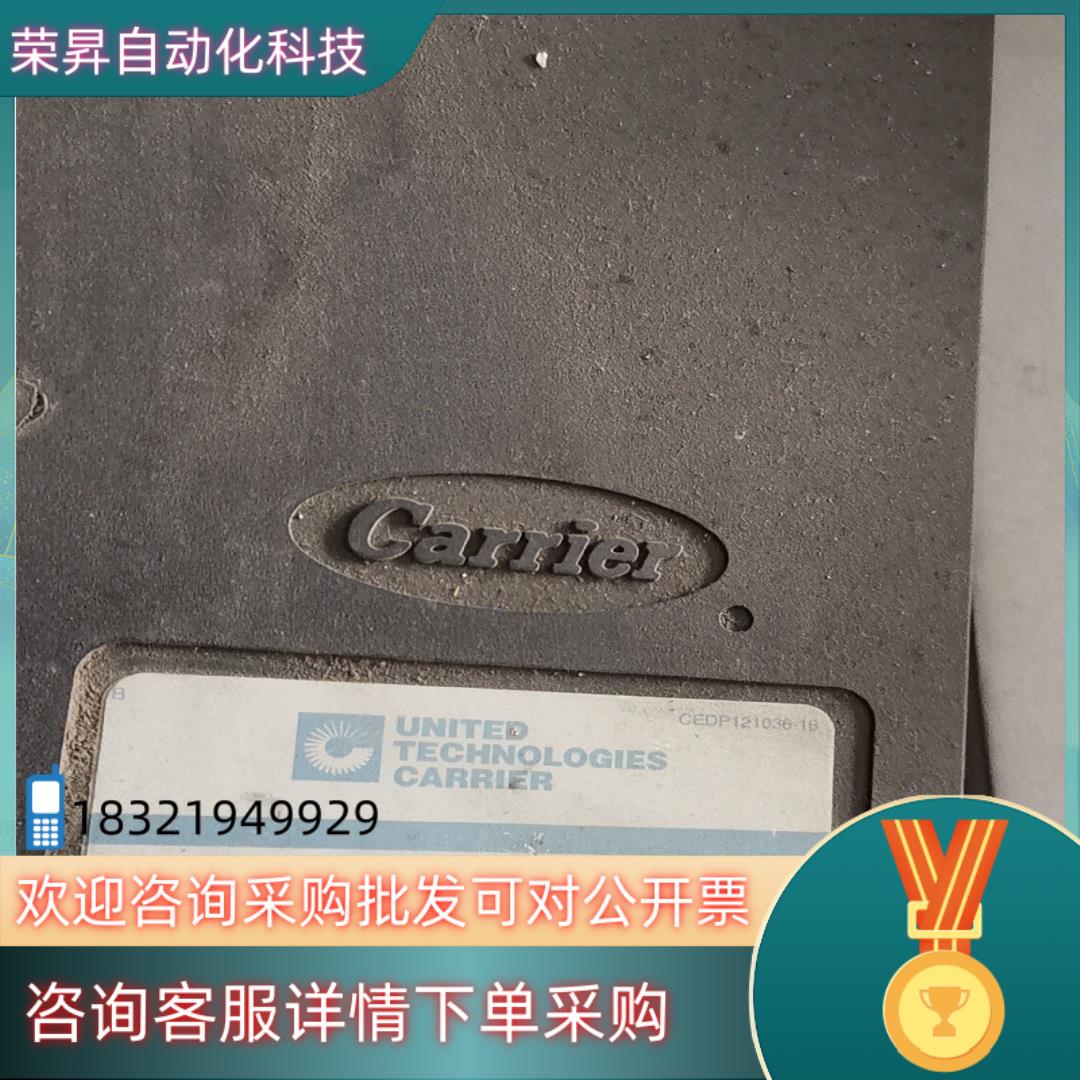 荣昇自动化科技
Carrier
B
CEDP121036-16
UNITED
TECHNOLOGIES
CARRIER
18321949929
欢迎咨询采购批发可对公开票
咨询客服详情下单采购